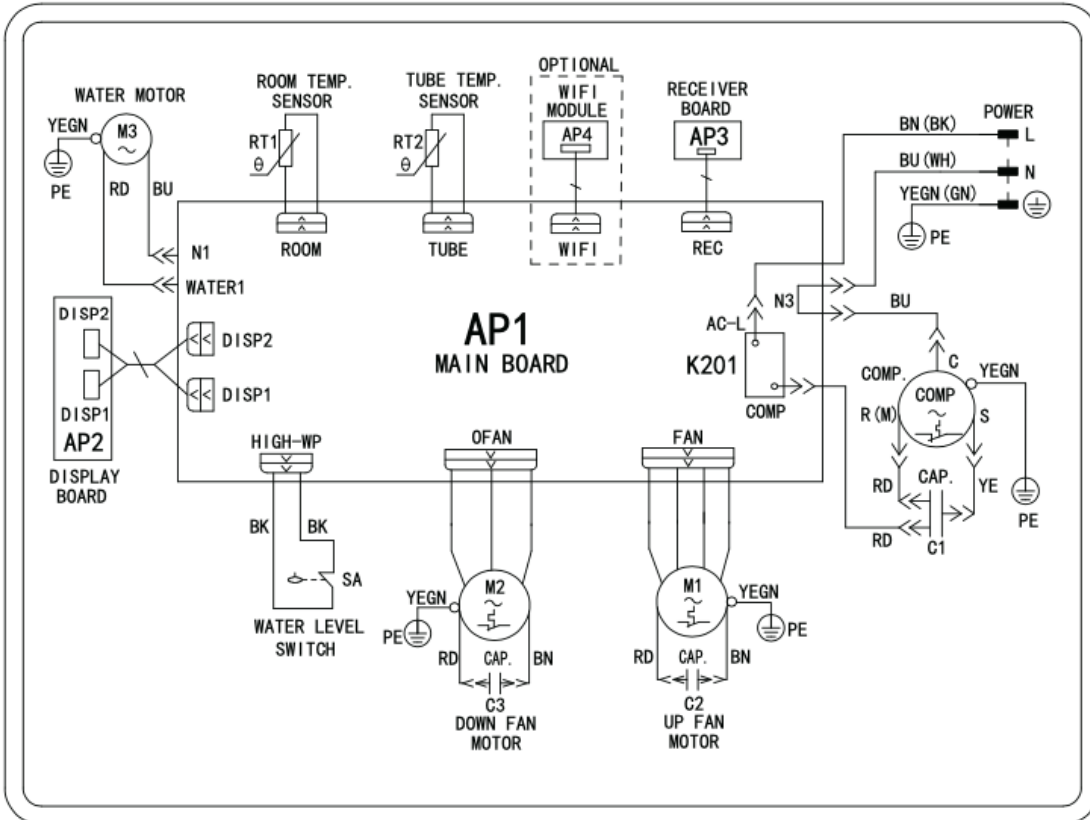 WATER MOTOR
YEGN
M3
PE
RD
BU
ROOM TEMP.
SENSOR
RT1
θ
TUBE TEMP.
SENSOR
RT2
θ
OPTIONAL
WIFI
MODULE
AP4
RECEIVER
BOARD
AP3
POWER
BN(BK)
L
BU(WH)
N
YEGN(GN)
PE
ROOM
TUBE
WIFI
REC
N1
WATER1
DISP2
DISP1
AP2
DISPLAY
BOARD
DISP2
DISP1
AP1
MAIN BOARD
AC-L
K201
COMP
N3
BU
C
COMP.
COMP
YEGN
R(M)
S
RD
CAP.
YE
RD
C1
PE
HIGH-WP
BK
BK
SA
WATER LEVEL
SWITCH
OFAN
M2
YEGN
PE
RD
CAP.
BN
C3
DOWN FAN
MOTOR
FAN
M1
YEGN
PE
RD
CAP.
BN
C2
UP FAN
MOTOR